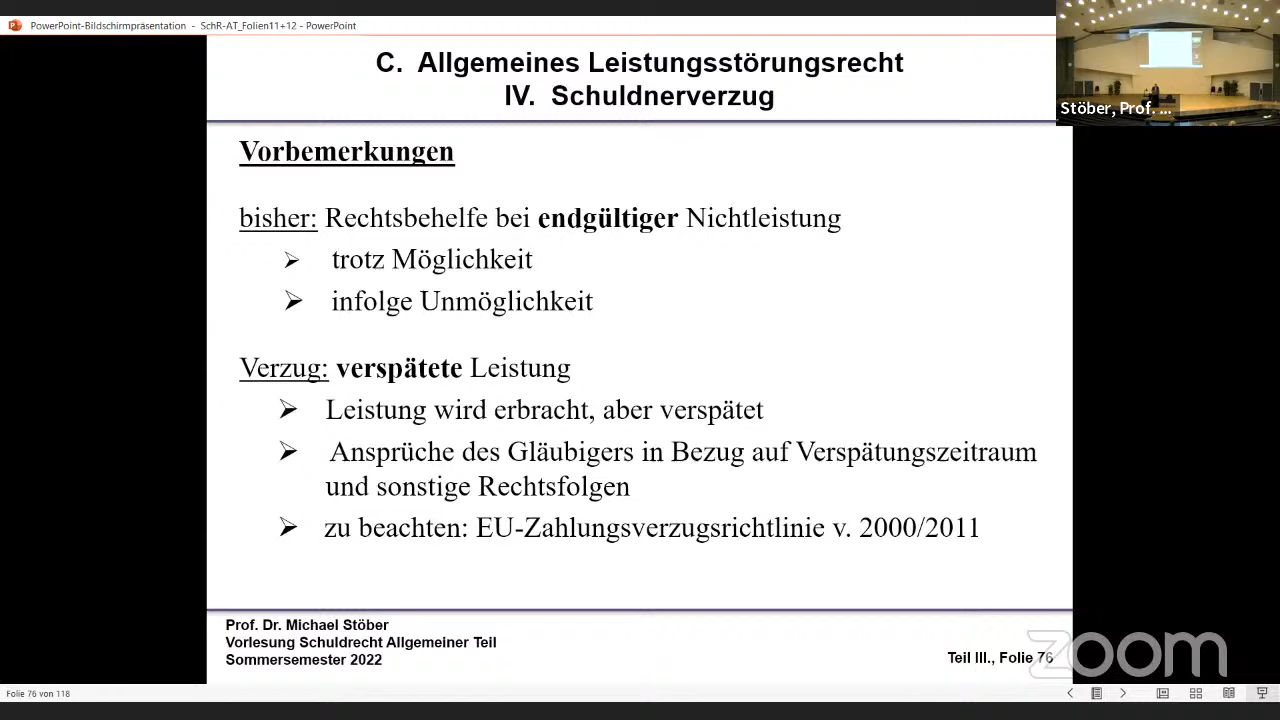 PowerPoint-Bildschirmpräsentation - SchR-AT_Folien11+12 - PowerPoint
Stöber, Prof. ...
C. Allgemeines Leistungsstörungsrecht
IV. Schuldnerverzug
Vorbemerkungen
bisher: Rechtsbehelfe bei endgültiger Nichtleistung
➢ trotz Möglichkeit
➢ infolge Unmöglichkeit
Verzug: verspätete Leistung
➢ Leistung wird erbracht, aber verspätet
➢ Ansprüche des Gläubigers in Bezug auf Verspätungszeitraum
und sonstige Rechtsfolgen
➢ zu beachten: EU-Zahlungsverzugsrichtlinie v. 2000/2011
Prof. Dr. Michael Stöber
Vorlesung Schuldrecht Allgemeiner Teil
Sommersemester 2022
Teil III., Folie 76
zoom
Folie 76 von 118